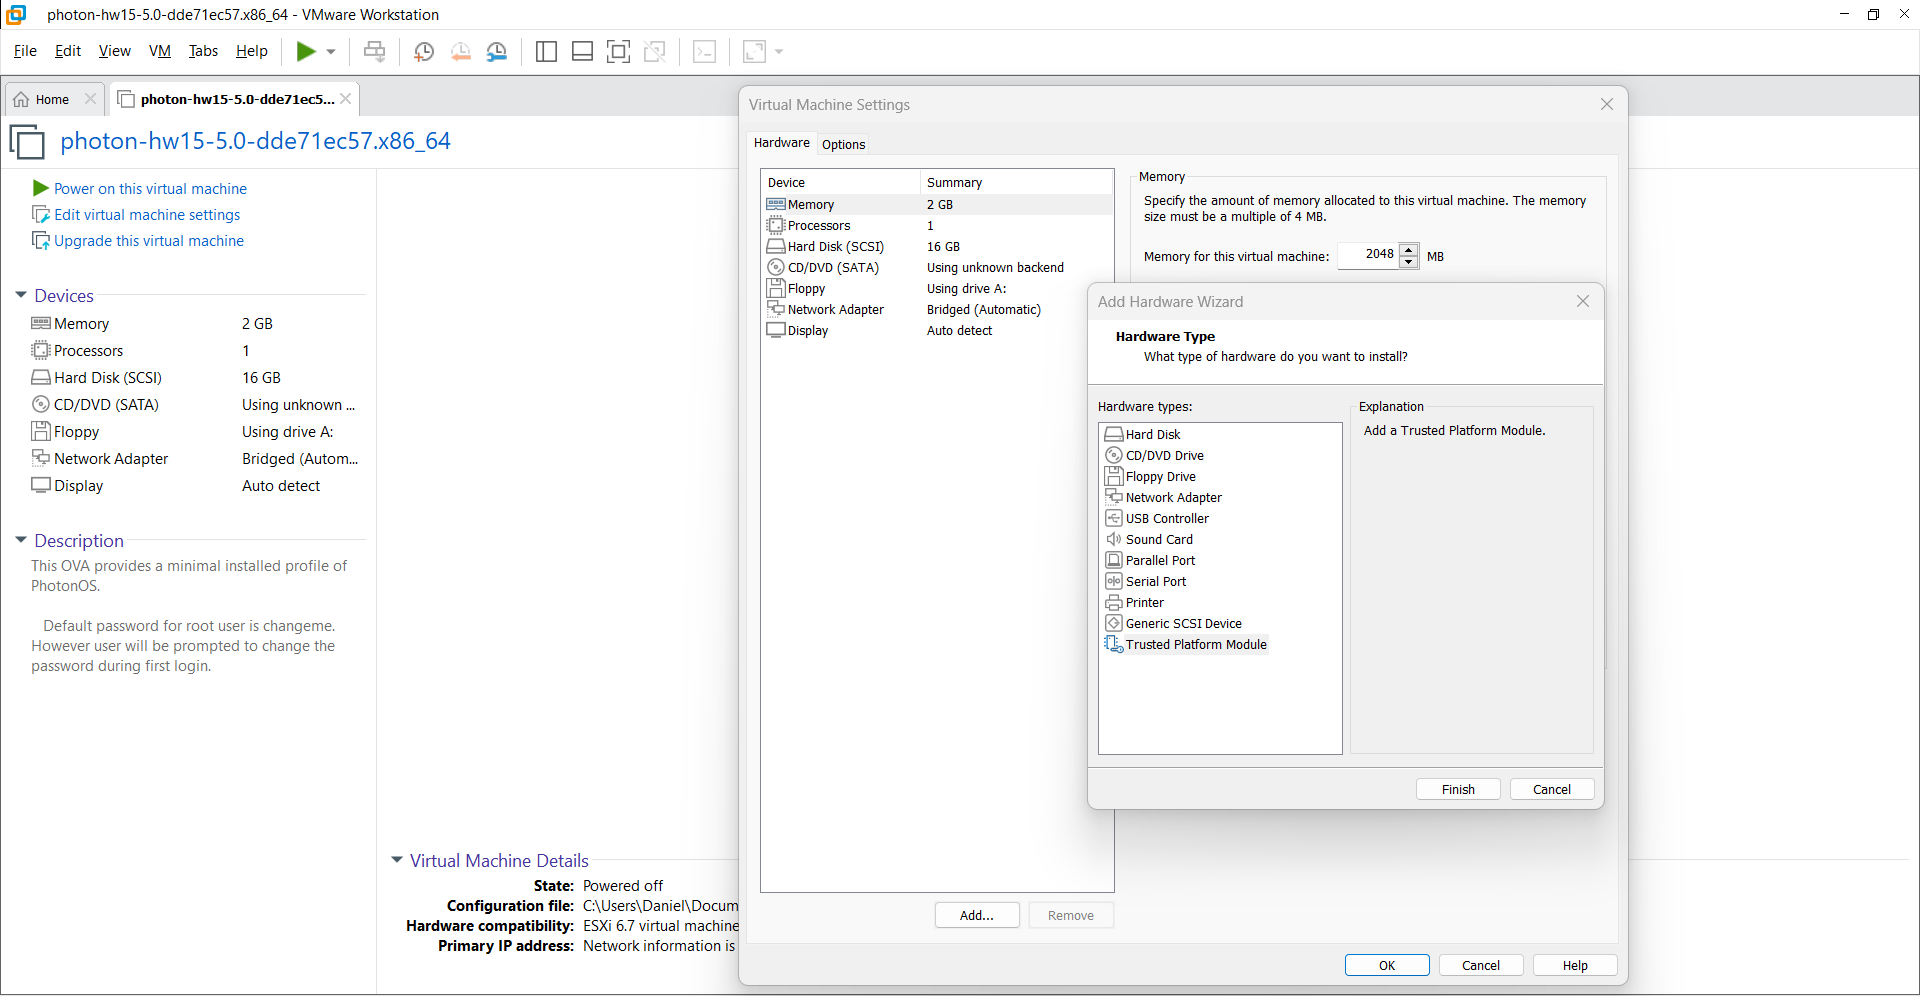 photon-hw15-5.0-dde71ec57.x86_64 - VMware Workstation
File Edit View VM Tabs Help
Home
photon-hw15-5.0-dde71ec5...
photon-hw15-5.0-dde71ec57.x86_64
Power on this virtual machine
Edit virtual machine settings
Upgrade this virtual machine
Devices
Memory 2 GB
Processors 1
Hard Disk (SCSI) 16 GB
CD/DVD (SATA) Using unknown ...
Floppy Using drive A:
Network Adapter Bridged (Autom...
Display Auto detect
Description
This OVA provides a minimal installed profile of
PhotonOS.
Default password for root user is changeme.
However user will be prompted to change the
password during first login.
Virtual Machine Details
State: Powered off
Configuration file: C:\Users\Daniel\Docum
Hardware compatibility: ESXi 6.7 virtual machine
Primary IP address: Network information is
Virtual Machine Settings
Hardware Options
Device Summary
Memory 2 GB
Processors 1
Hard Disk (SCSI) 16 GB
CD/DVD (SATA) Using unknown backend
Floppy Using drive A:
Network Adapter Bridged (Automatic)
Display Auto detect
Add... Remove
Memory
Specify the amount of memory allocated to this virtual machine. The memory
size must be a multiple of 4 MB.
Memory for this virtual machine: 2048 MB
Add Hardware Wizard
Hardware Type
What type of hardware do you want to install?
Hardware types:
Hard Disk
CD/DVD Drive
Floppy Drive
Network Adapter
USB Controller
Sound Card
Parallel Port
Serial Port
Printer
Generic SCSI Device
Trusted Platform Module
Explanation
Add a Trusted Platform Module.
Finish Cancel
OK Cancel Help